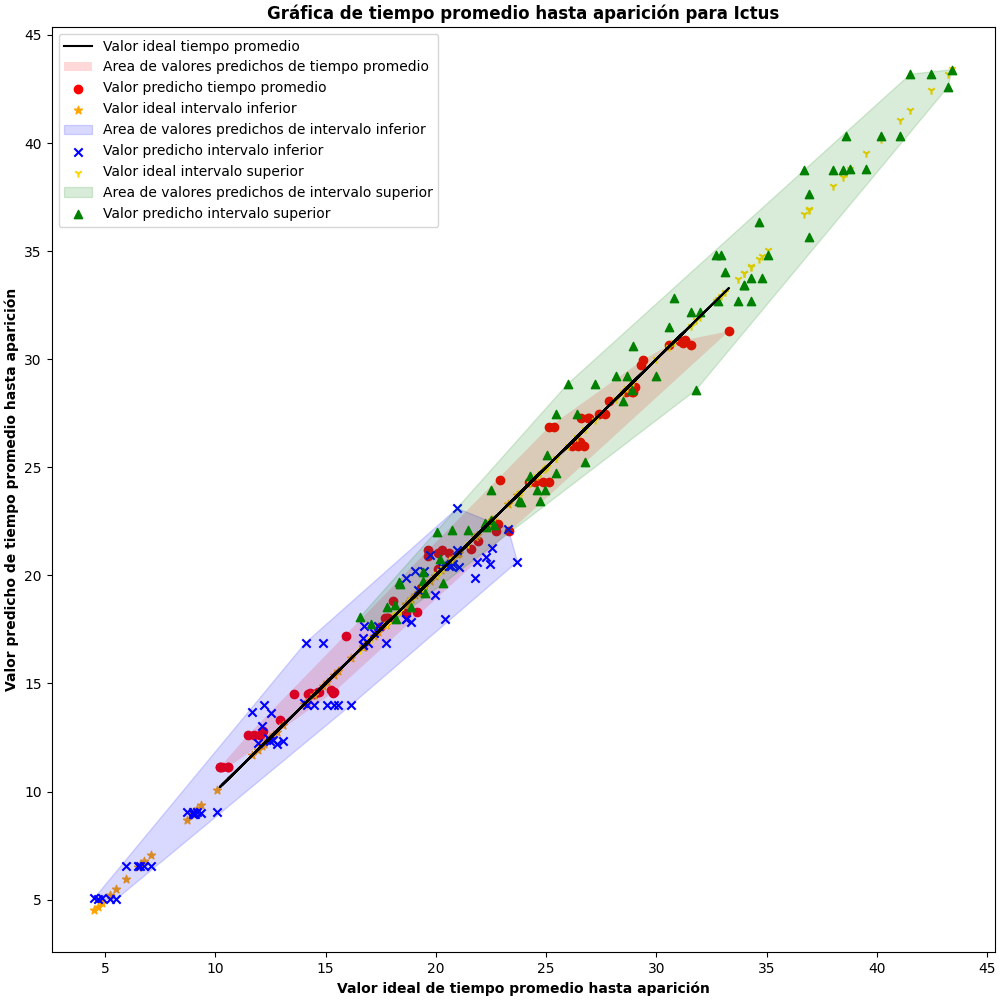 Gráfica de tiempo promedio hasta aparición para Ictus
Valor ideal tiempo promedio
Area de valores predichos de tiempo promedio
Valor predicho tiempo promedio
Valor ideal intervalo inferior
Area de valores predichos de intervalo inferior
Valor predicho intervalo inferior
Valor ideal intervalo superior
Area de valores predichos de intervalo superior
Valor predicho intervalo superior
Valor predicho de tiempo promedio hasta aparición
45
40
35
30
25
20
15
10
5
5 10 15 20 25 30 35 40 45
Valor ideal de tiempo promedio hasta aparición